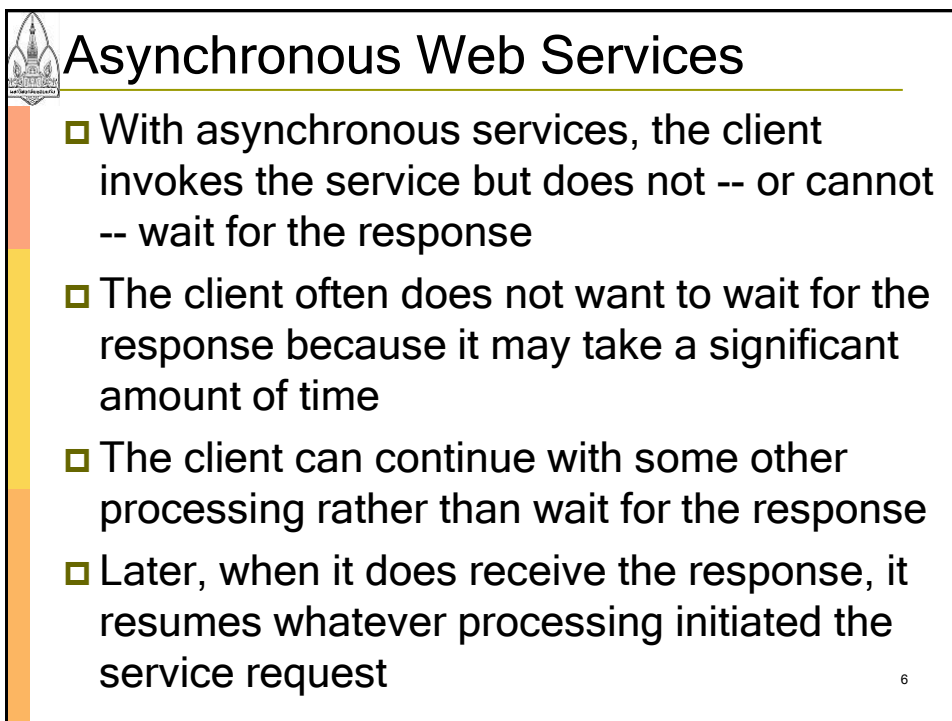 Asynchronous Web Services
With asynchronous services, the client
invokes the service but does not -- or cannot
-- wait for the response
The client often does not want to wait for the
response because it may take a significant
amount of time
The client can continue with some other
processing rather than wait for the response
Later, when it does receive the response, it
resumes whatever processing initiated the
service request
6